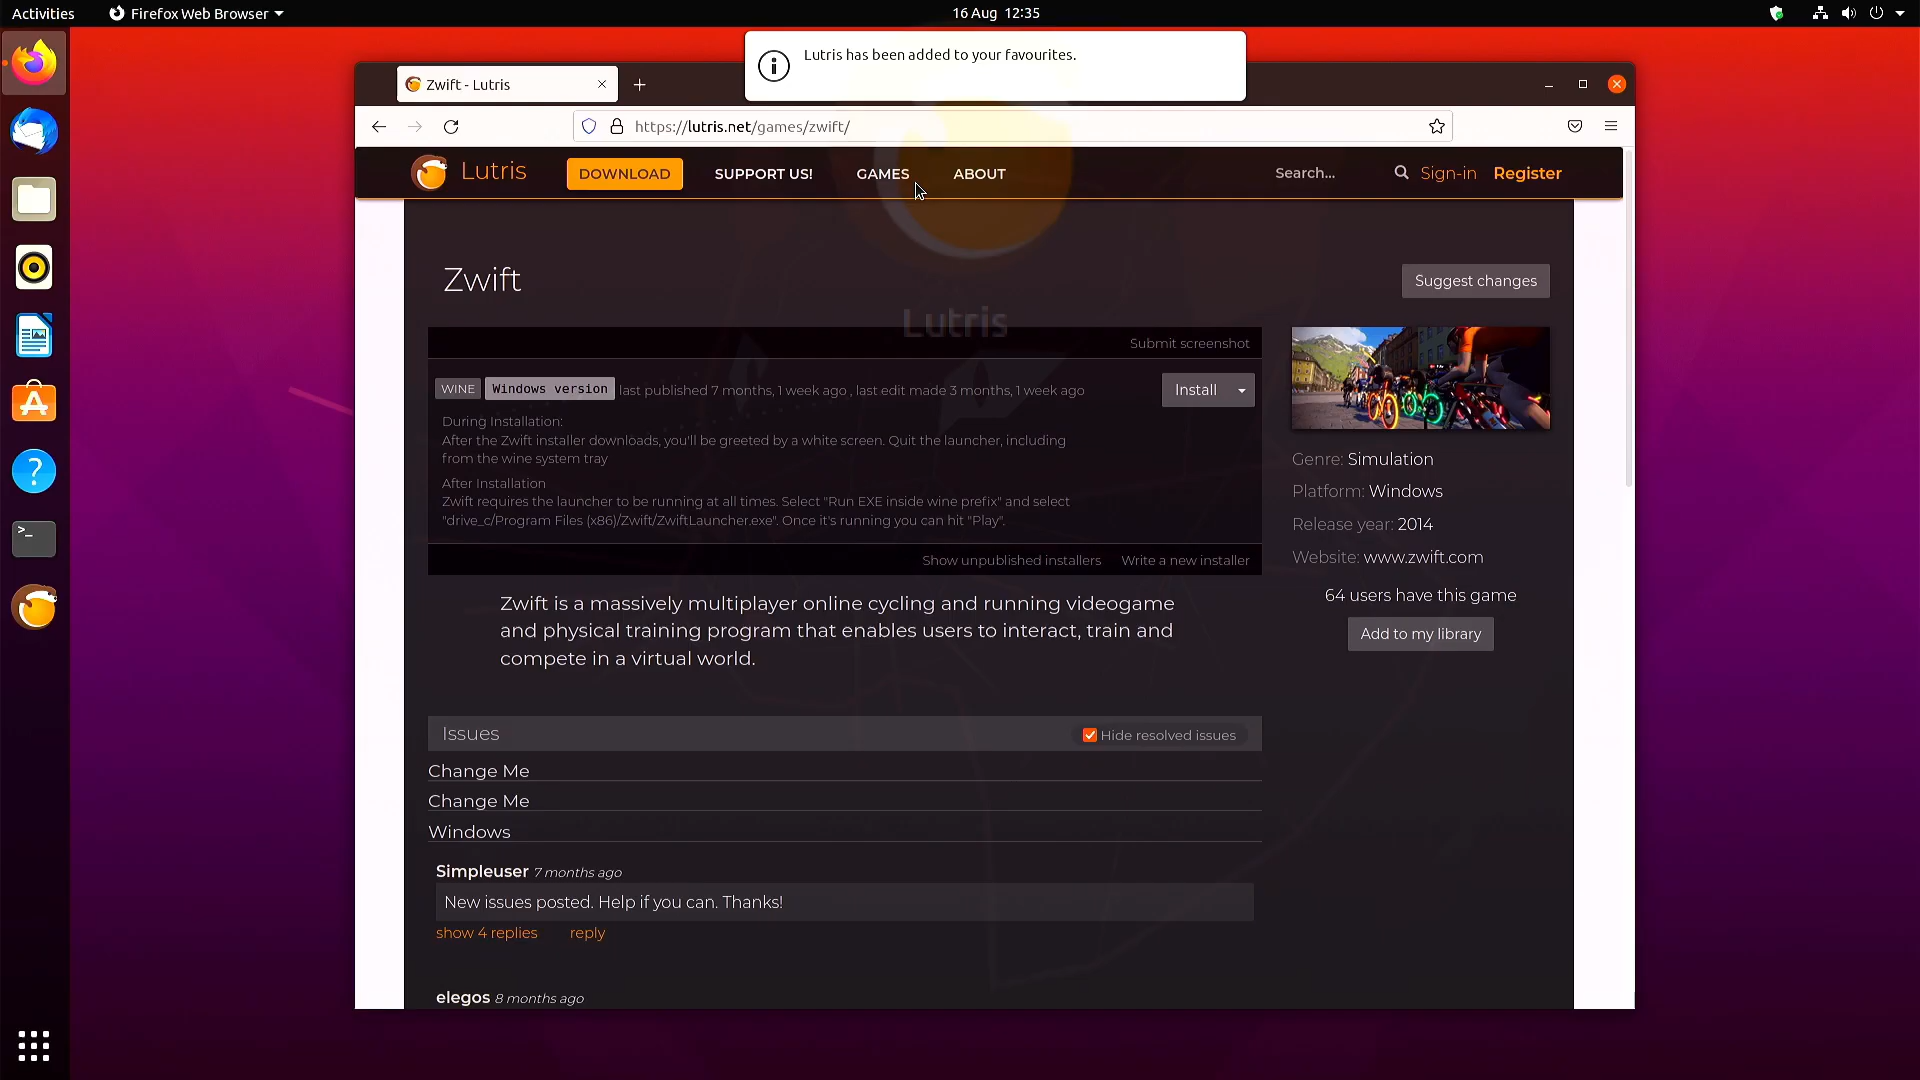 Activities
Firefox Web Browser
16 Aug 12:35
Lutris has been added to your favourites.
Zwift - Lutris
https://lutris.net/games/zwift/
Lutris
DOWNLOAD
SUPPORT US!
GAMES
ABOUT
Search...
Sign-in
Register
Zwift
Suggest changes
Lutris
Submit screenshot
WINE Windows version last published 7 months, 1 week ago , last edit made 3 months, 1 week ago
Install
During Installation:
After the Zwift installer downloads, you'll be greeted by a white screen. Quit the launcher, including
from the wine system tray
After Installation
Zwift requires the launcher to be running at all times. Select "Run EXE inside wine prefix" and select
"drive_c/Program Files (x86)/Zwift/ZwiftLauncher.exe". Once it's running you can hit "Play".
Show unpublished installers
Write a new installer
Genre: Simulation
Platform: Windows
Release year: 2014
Website: www.zwift.com
64 users have this game
Add to my library
Zwift is a massively multiplayer online cycling and running videogame
and physical training program that enables users to interact, train and
compete in a virtual world.
Issues
Hide resolved issues
Change Me
Change Me
Windows
Simpleuser 7 months ago
New issues posted. Help if you can. Thanks!
show 4 replies
reply
elegos 8 months ago